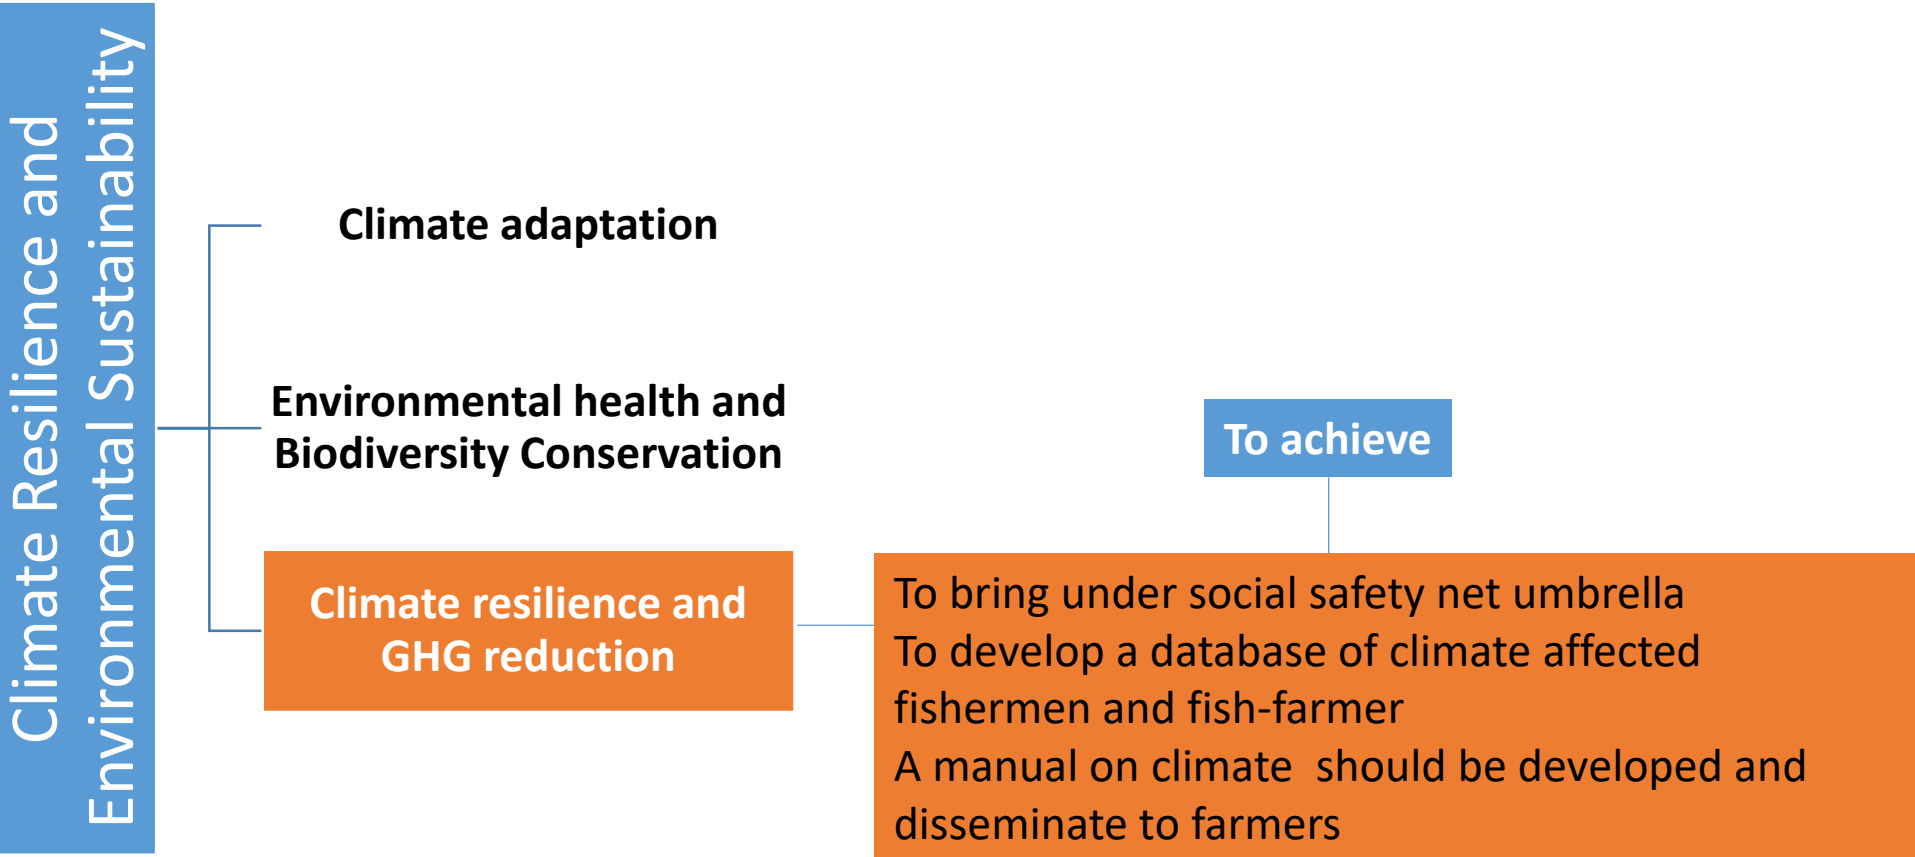 Climate Resilience and
Environmental Sustainability
Climate adaptation
Environmental health and
Biodiversity Conservation
Climate resilience and
GHG reduction
To achieve
To bring under social safety net umbrella
To develop a database of climate affected
fishermen and fish-farmer
A manual on climate  should be developed and
disseminate to farmers